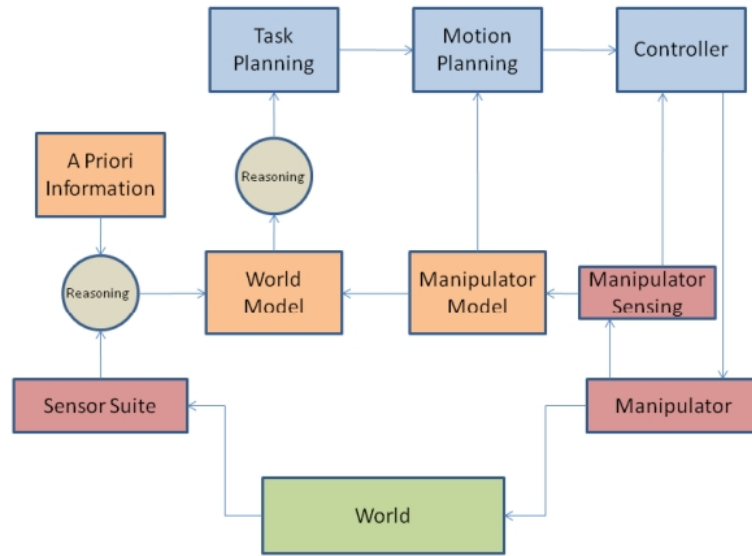 Task
Planning
Motion
Planning
Controller
A Priori
Information
Reasoning
Reasoning
World
Model
Manipulator
Model
Manipulator
Sensing
Sensor Suite
Manipulator
World